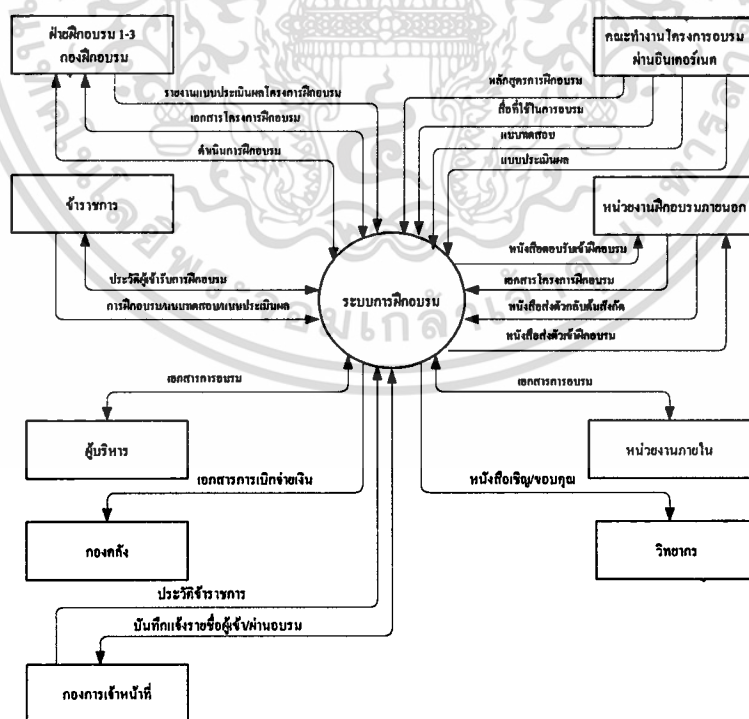 ฝ่ายฝึกอบรม 1-3
กองฝึกอบรม
คณะทำงานโครงการอบรม
ผ่านอินเตอร์เนต
หลักสูตรการฝึกอบรม
รายงานแบบประเมินผลโครงการฝึกอบรม
สื่อที่ใช้ในการอบรม
เอกสารโครงการฝึกอบรม
แบบทดสอบ
ดำเนินการฝึกอบรม
แบบประเมินผล
ข้าราชการ
หน่วยงานฝึกอบรมภายนอก
หนังสือตอบรับเข้าฝึกอบรม
ประวัติผู้เข้ารับการฝึกอบรม
เอกสารโครงการฝึกอบรม
ระบบการฝึกอบรม
การฝึกอบรม/แบบทดสอบ/แบบประเมินผล
หนังสือส่งตัวกลับต้นสังกัด
หนังสือส่งตัวเข้าฝึกอบรม
เอกสารการอบรม
เอกสารการอบรม
ผู้บริหาร
หน่วยงานภายใน
เอกสารการเบิกจ่ายเงิน
หนังสือเชิญ/ขอบคุณ
กองคลัง
วิทยากร
ประวัติข้าราชการ
บันทึกแจ้งรายชื่อผู้เข้า/ผ่านอบรม
กองการเจ้าหน้าที่